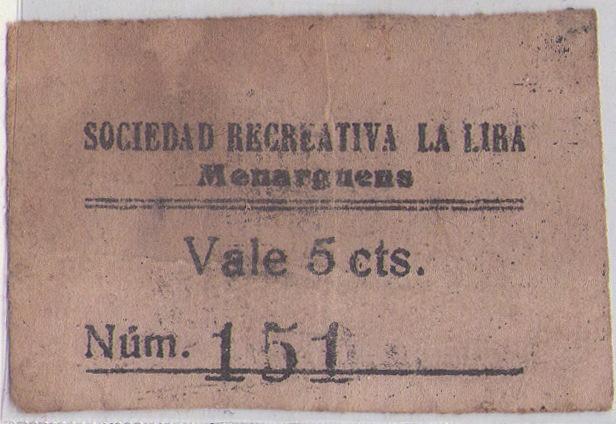 SOCIEDAD RECREATIVA LA LIRA
Menarguens
Vale 5 cts.
Núm. 151